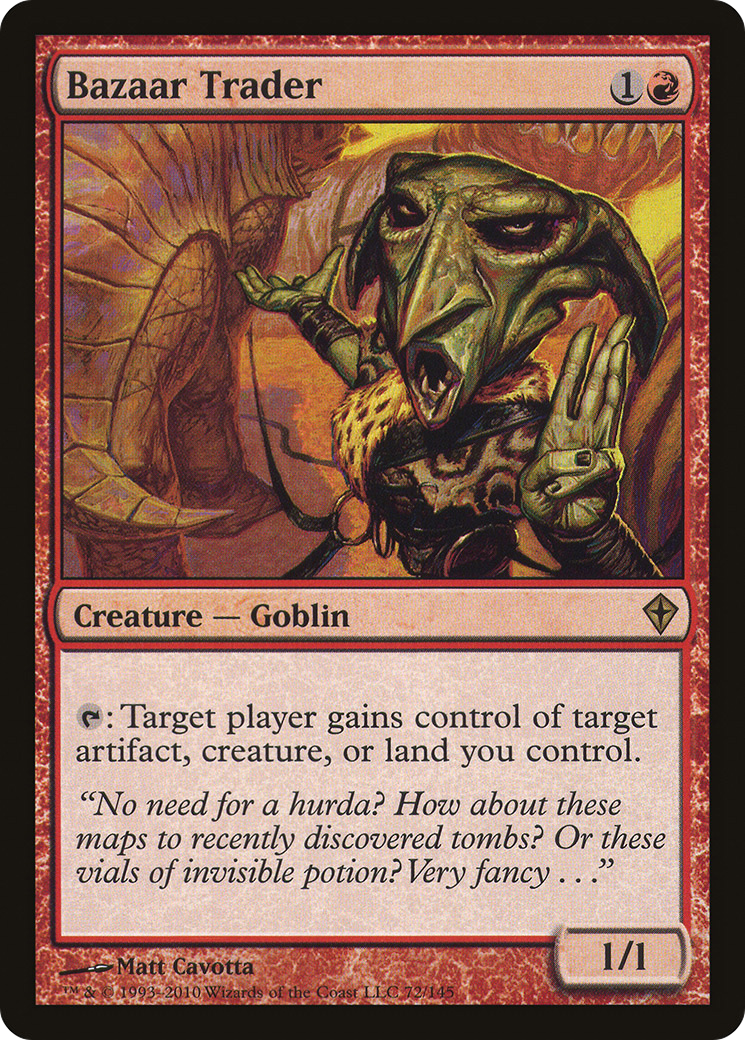 Bazaar Trader 1
Creature — Goblin
: Target player gains control of target
artifact, creature, or land you control.
“No need for a hurda? How about these
maps to recently discovered tombs? Or these
vials of invisible potion? Very fancy . . .”
1/1
Matt Cavotta
™ & © 1993–2010 Wizards of the Coast LLC 72/145